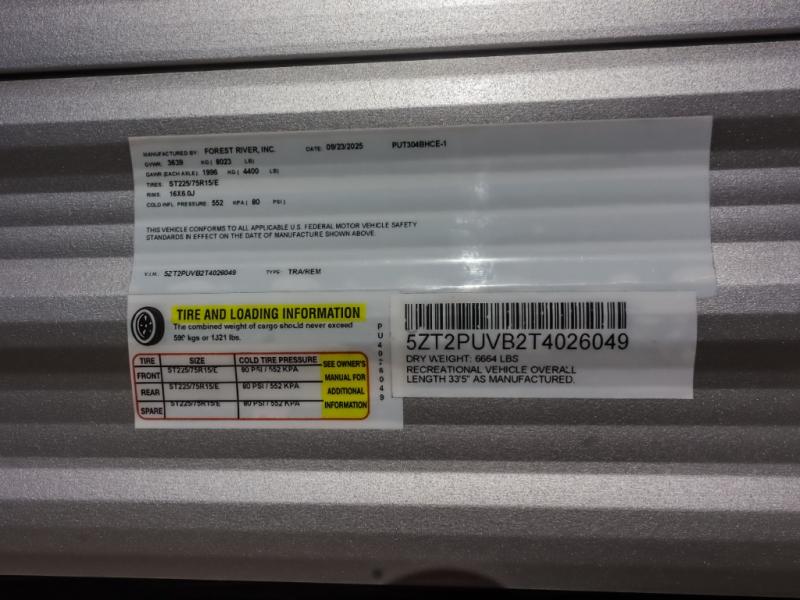 MANUFACTURED BY: FOREST RIVER, INC. DATE: 09/23/2025 PUT304BHCE-1
GVWR: 3639 KG ( 8023 LB)
GAWR (EACH AXLE): 1996 KG ( 4400 LB)
TIRES: ST225/75R15/E
RIMS: 16X6.0J
COLD INFL. PRESSURE: 552 KPA ( 80 PSI)
THIS VEHICLE CONFORMS TO ALL APPLICABLE U.S. FEDERAL MOTOR VEHICLE SAFETY
STANDARDS IN EFFECT ON THE DATE OF MANUFACTURE SHOWN ABOVE.
V.I.N. 5ZT2PUVB2T4026049 TYPE: TRA/REM
TIRE AND LOADING INFORMATION
The combined weight of cargo should never exceed
kgs or lbs.
TIRE SIZE COLD TIRE PRESSURE SEE OWNER'S MANUAL FOR ADDITIONAL INFORMATION
FRONT ST225/75R15/E 80 PSI / 552 KPA
REAR ST225/75R15/E 80 PSI / 552 KPA
SPARE ST225/75R15/E 80 PSI / 552 KPA
5ZT2PUVB2T4026049
DRY WEIGHT: 6664 LBS
RECREATIONAL VEHICLE OVERALL
LENGTH 33'5" AS MANUFACTURED.